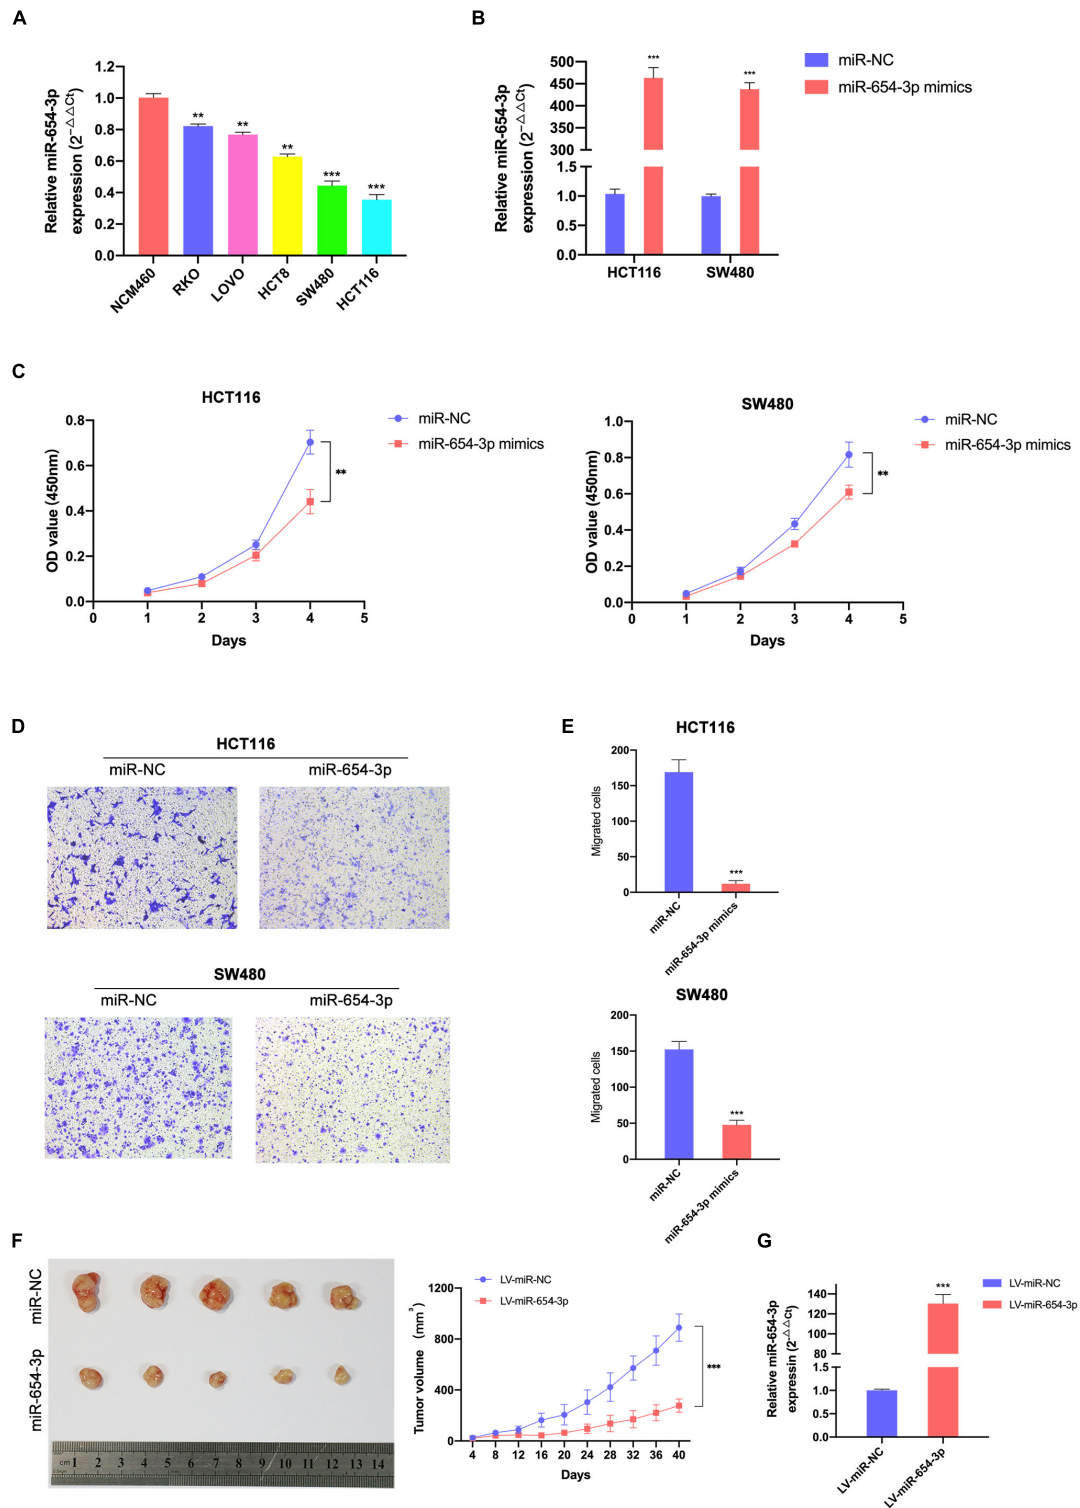 A
Relative miR-654-3p
expression (2^-△△Ct)
1.2
1.0
0.8
0.6
0.4
0.2
0.0
**
**
**
***
***
NCM460
RKO
LOVO
HCT8
SW480
HCT116
B
Relative miR-654-3p
expression (2^-△△Ct)
500
450
400
350
300
1.5
1.0
0.5
0.0
***
***
HCT116
SW480
miR-NC
miR-654-3p mimics
C
HCT116
OD value (450nm)
0.8
0.6
0.4
0.2
0.0
0
1
2
3
4
5
Days
**
miR-NC
miR-654-3p mimics
SW480
OD value (450nm)
1.0
0.8
0.6
0.4
0.2
0.0
0
1
2
3
4
5
Days
**
miR-NC
miR-654-3p mimics
D
HCT116
miR-NC
miR-654-3p
SW480
miR-NC
miR-654-3p
E
HCT116
Migrated cells
200
150
100
50
0
***
miR-NC
miR-654-3p mimics
SW480
Migrated cells
200
150
100
50
0
***
miR-NC
miR-654-3p mimics
F
miR-NC
miR-654-3p
cm 1 2 3 4 5 6 7 8 9 10 11 12 13 14
LV-miR-NC
LV-miR-654-3p
Tumor volume (mm³)
1200
800
400
0
4
8
12
16
20
24
28
32
36
40
Days
***
G
Relative miR-654-3p
expressin (2^-△△Ct)
140
120
100
80
1.5
1.0
0.5
0.0
***
LV-miR-NC
LV-miR-654-3p
LV-miR-NC
LV-miR-654-3p